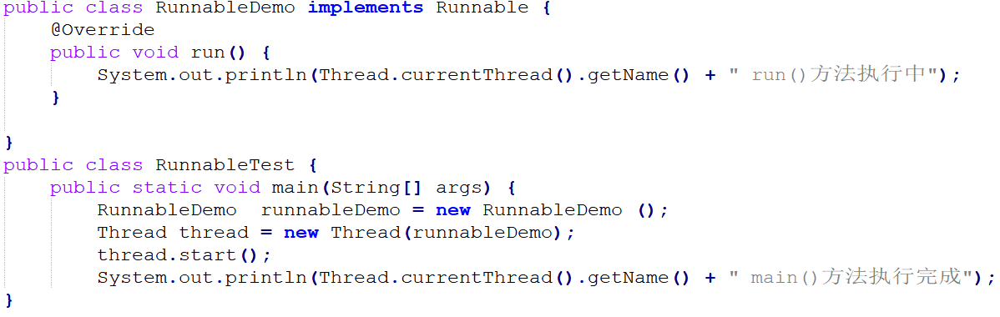 public class RunnableDemo implements Runnable {
    @Override
    public void run() {
        System.out.println(Thread.currentThread().getName() + " run()方法执行中");
    }
}
public class RunnableTest {
    public static void main(String[] args) {
        RunnableDemo  runnableDemo = new RunnableDemo ();
        Thread thread = new Thread(runnableDemo);
        thread.start();
        System.out.println(Thread.currentThread().getName() + " main()方法执行完成");
}